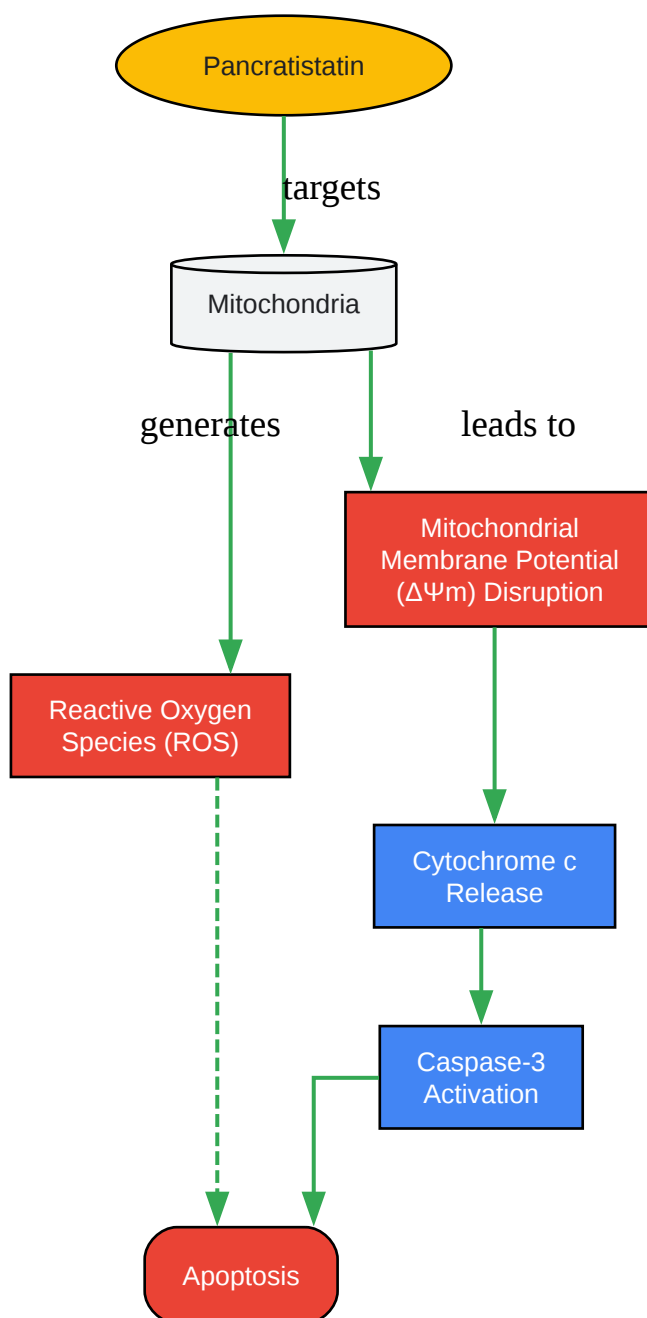 Pancratistatin
targets
Mitochondria
generates
leads to
Mitochondrial
Membrane Potential
(ΔΨm) Disruption
Reactive Oxygen
Species (ROS)
Cytochrome c
Release
Caspase-3
Activation
Apoptosis